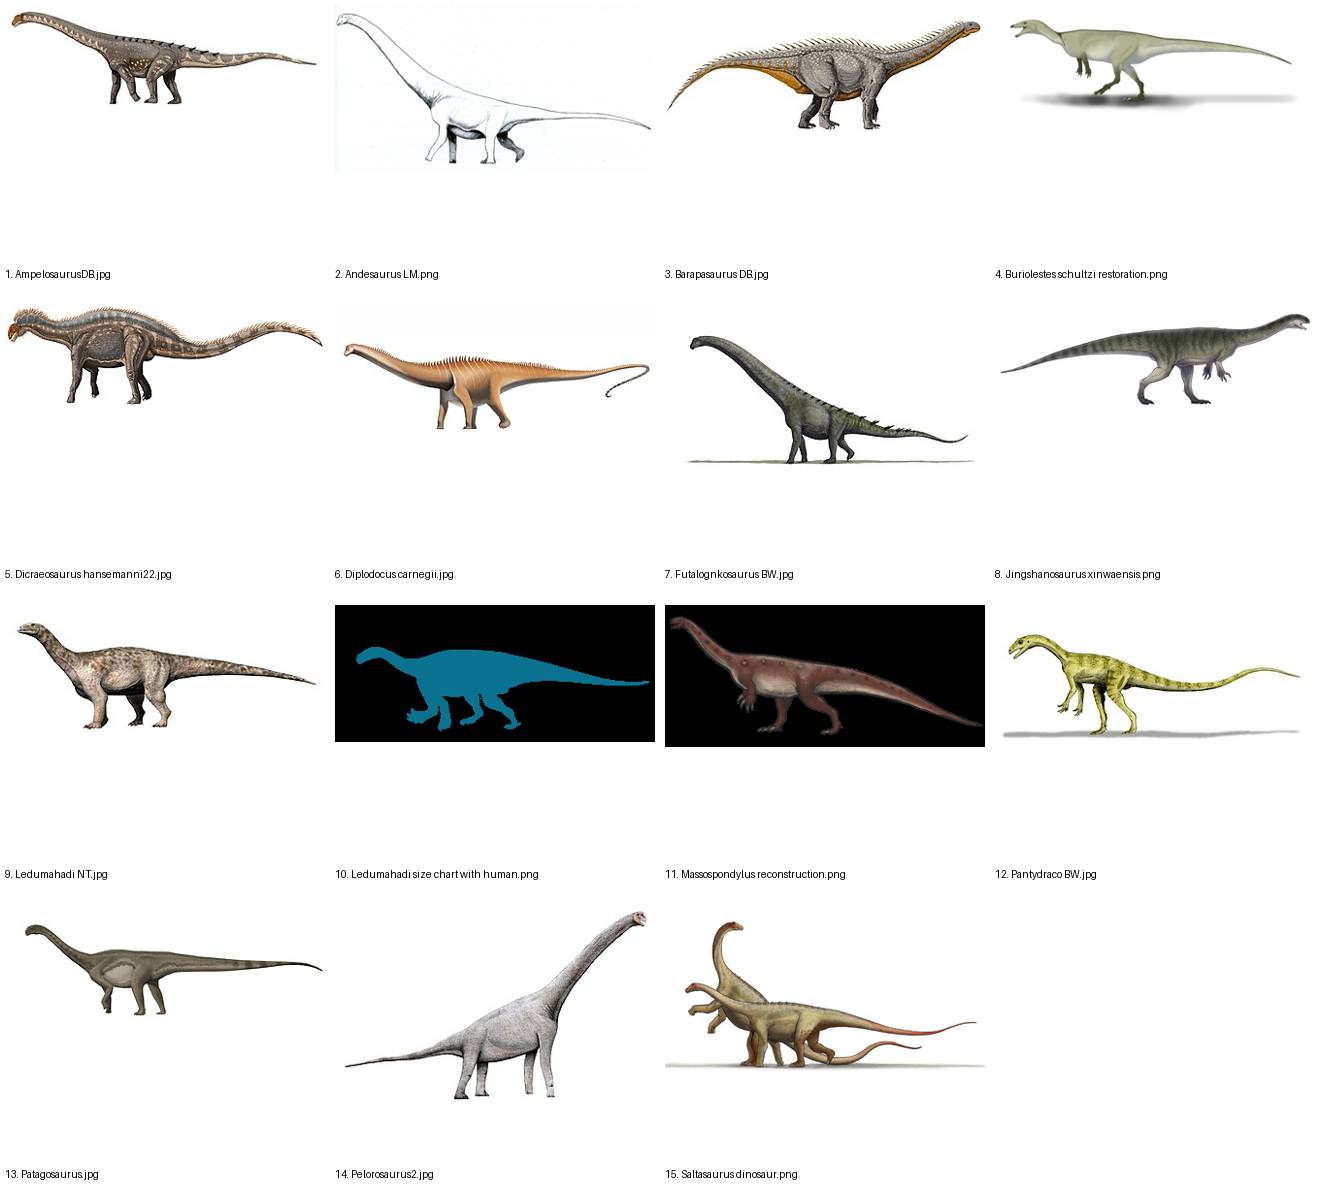 1. AmpelosaurusDB.jpg
2. Andesaurus LM.png
3. Barapasaurus DB.jpg
4. Buriolestes schultzi restoration.png
5. Dicraeosaurus hansemanni22.jpg
6. Diplodocus carnegii.jpg
7. Futalognkosaurus BW.jpg
8. Jingshanosaurus xinwaensis.png
9. Ledumahadi NT.jpg
10. Ledumahadi size chart with human.png
11. Massospondylus reconstruction.png
12. Pantydraco BW.jpg
13. Patagosaurus.jpg
14. Pelorosaurus2.jpg
15. Saltasaurus dinosaur.png